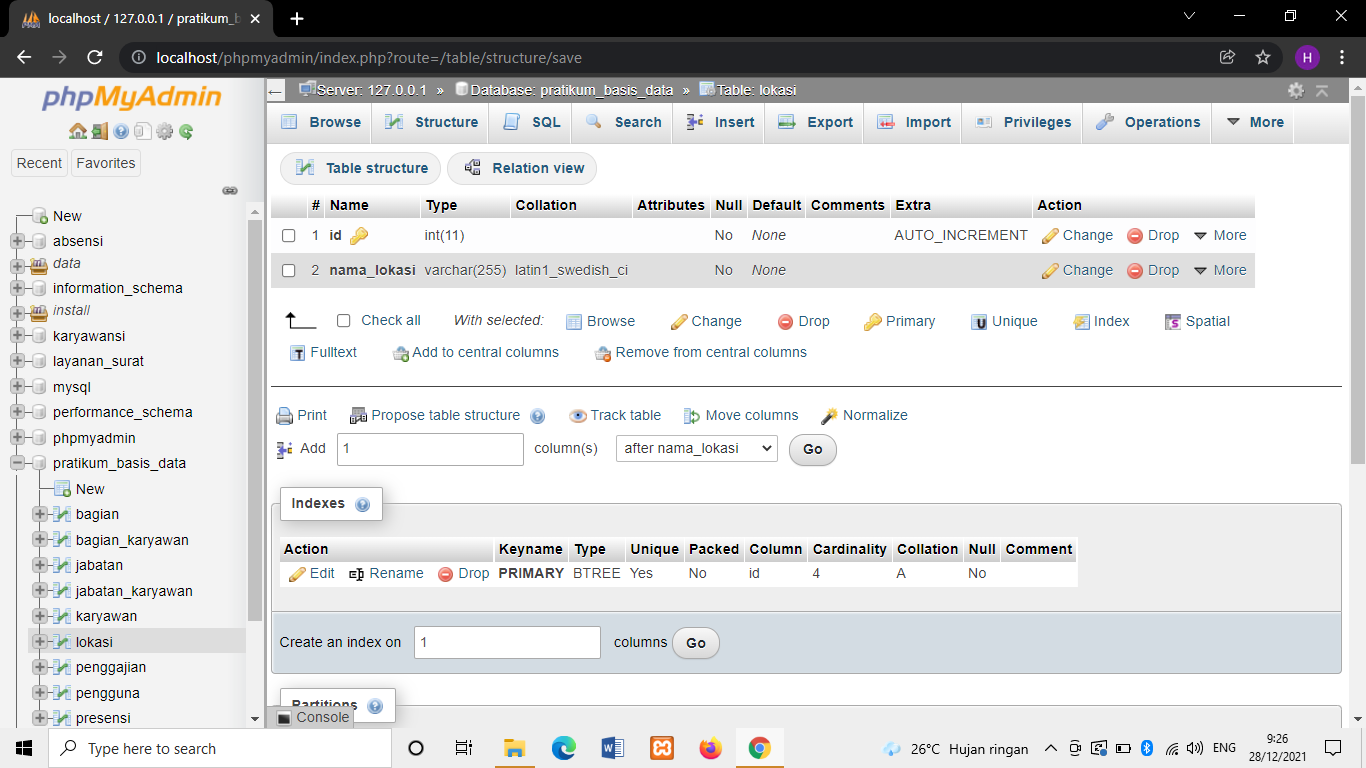 localhost / 127.0.0.1 / pratikum_b
localhost/phpmyadmin/index.php?route=/table/structure/save
H
phpMyAdmin
Recent Favorites
New
absensi
data
information_schema
install
karyawansi
layanan_surat
mysql
performance_schema
phpmyadmin
pratikum_basis_data
New
bagian
bagian_karyawan
jabatan
jabatan_karyawan
karyawan
lokasi
penggajian
pengguna
presensi
Server: 127.0.0.1 » Database: pratikum_basis_data » Table: lokasi
Browse Structure SQL Search Insert Export Import Privileges Operations More
Table structure Relation view
# Name Type Collation Attributes Null Default Comments Extra Action
1 id int(11) No None AUTO_INCREMENT Change Drop More
2 nama_lokasi varchar(255) latin1_swedish_ci No None Change Drop More
Check all With selected: Browse Change Drop Primary Unique Index Spatial
Fulltext Add to central columns Remove from central columns
Print Propose table structure Track table Move columns Normalize
Add 1 column(s) after nama_lokasi Go
Indexes
Action Keyname Type Unique Packed Column Cardinality Collation Null Comment
Edit Rename Drop PRIMARY BTREE Yes No id 4 A No
Create an index on 1 columns Go
Partitions
Console
Type here to search
26°C Hujan ringan
ENG
9:26
28/12/2021